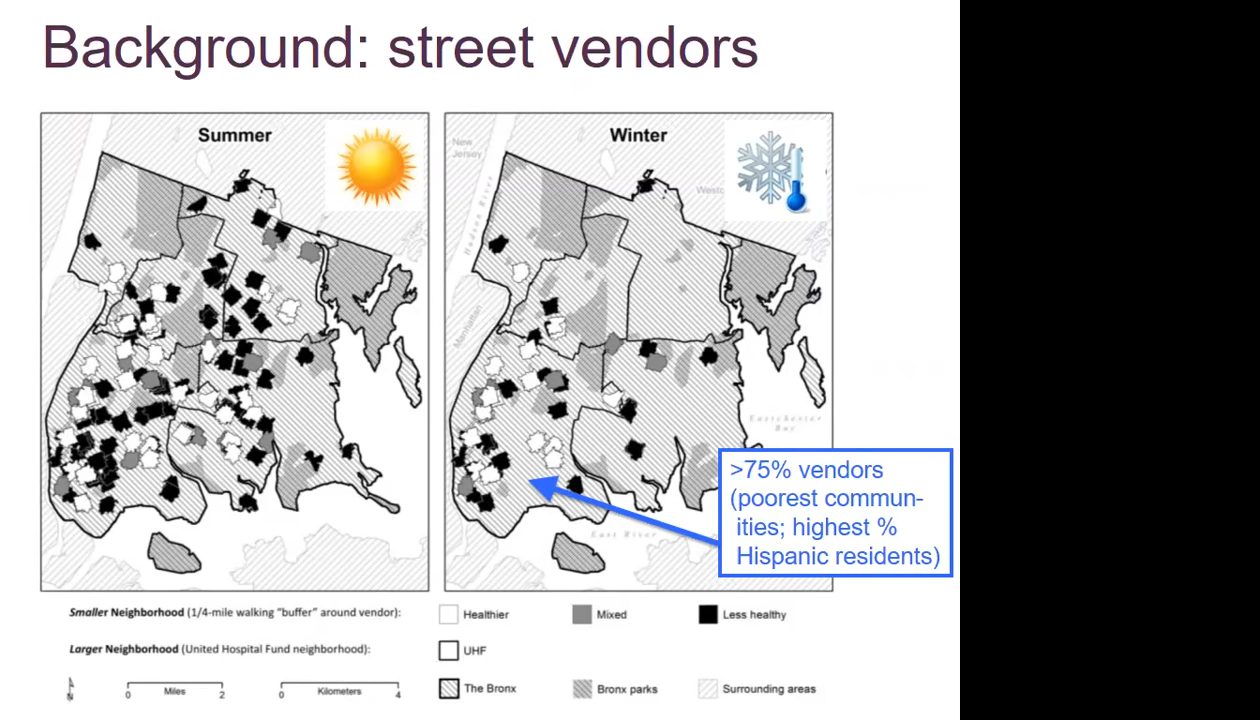 Background: street vendors
Summer
Winter
New
Jersey
Hudson River
Manhattan
Eastchester
Bay
East River
>75% vendors
(poorest commun-
ities; highest %
Hispanic residents)
Smaller Neighborhood (1/4-mile walking "buffer" around vendor):
Healthier
Mixed
Less healthy
Larger Neighborhood (United Hospital Fund neighborhood):
UHF
N
0 Miles 2
0 Kilometers 4
The Bronx
Bronx parks
Surrounding areas